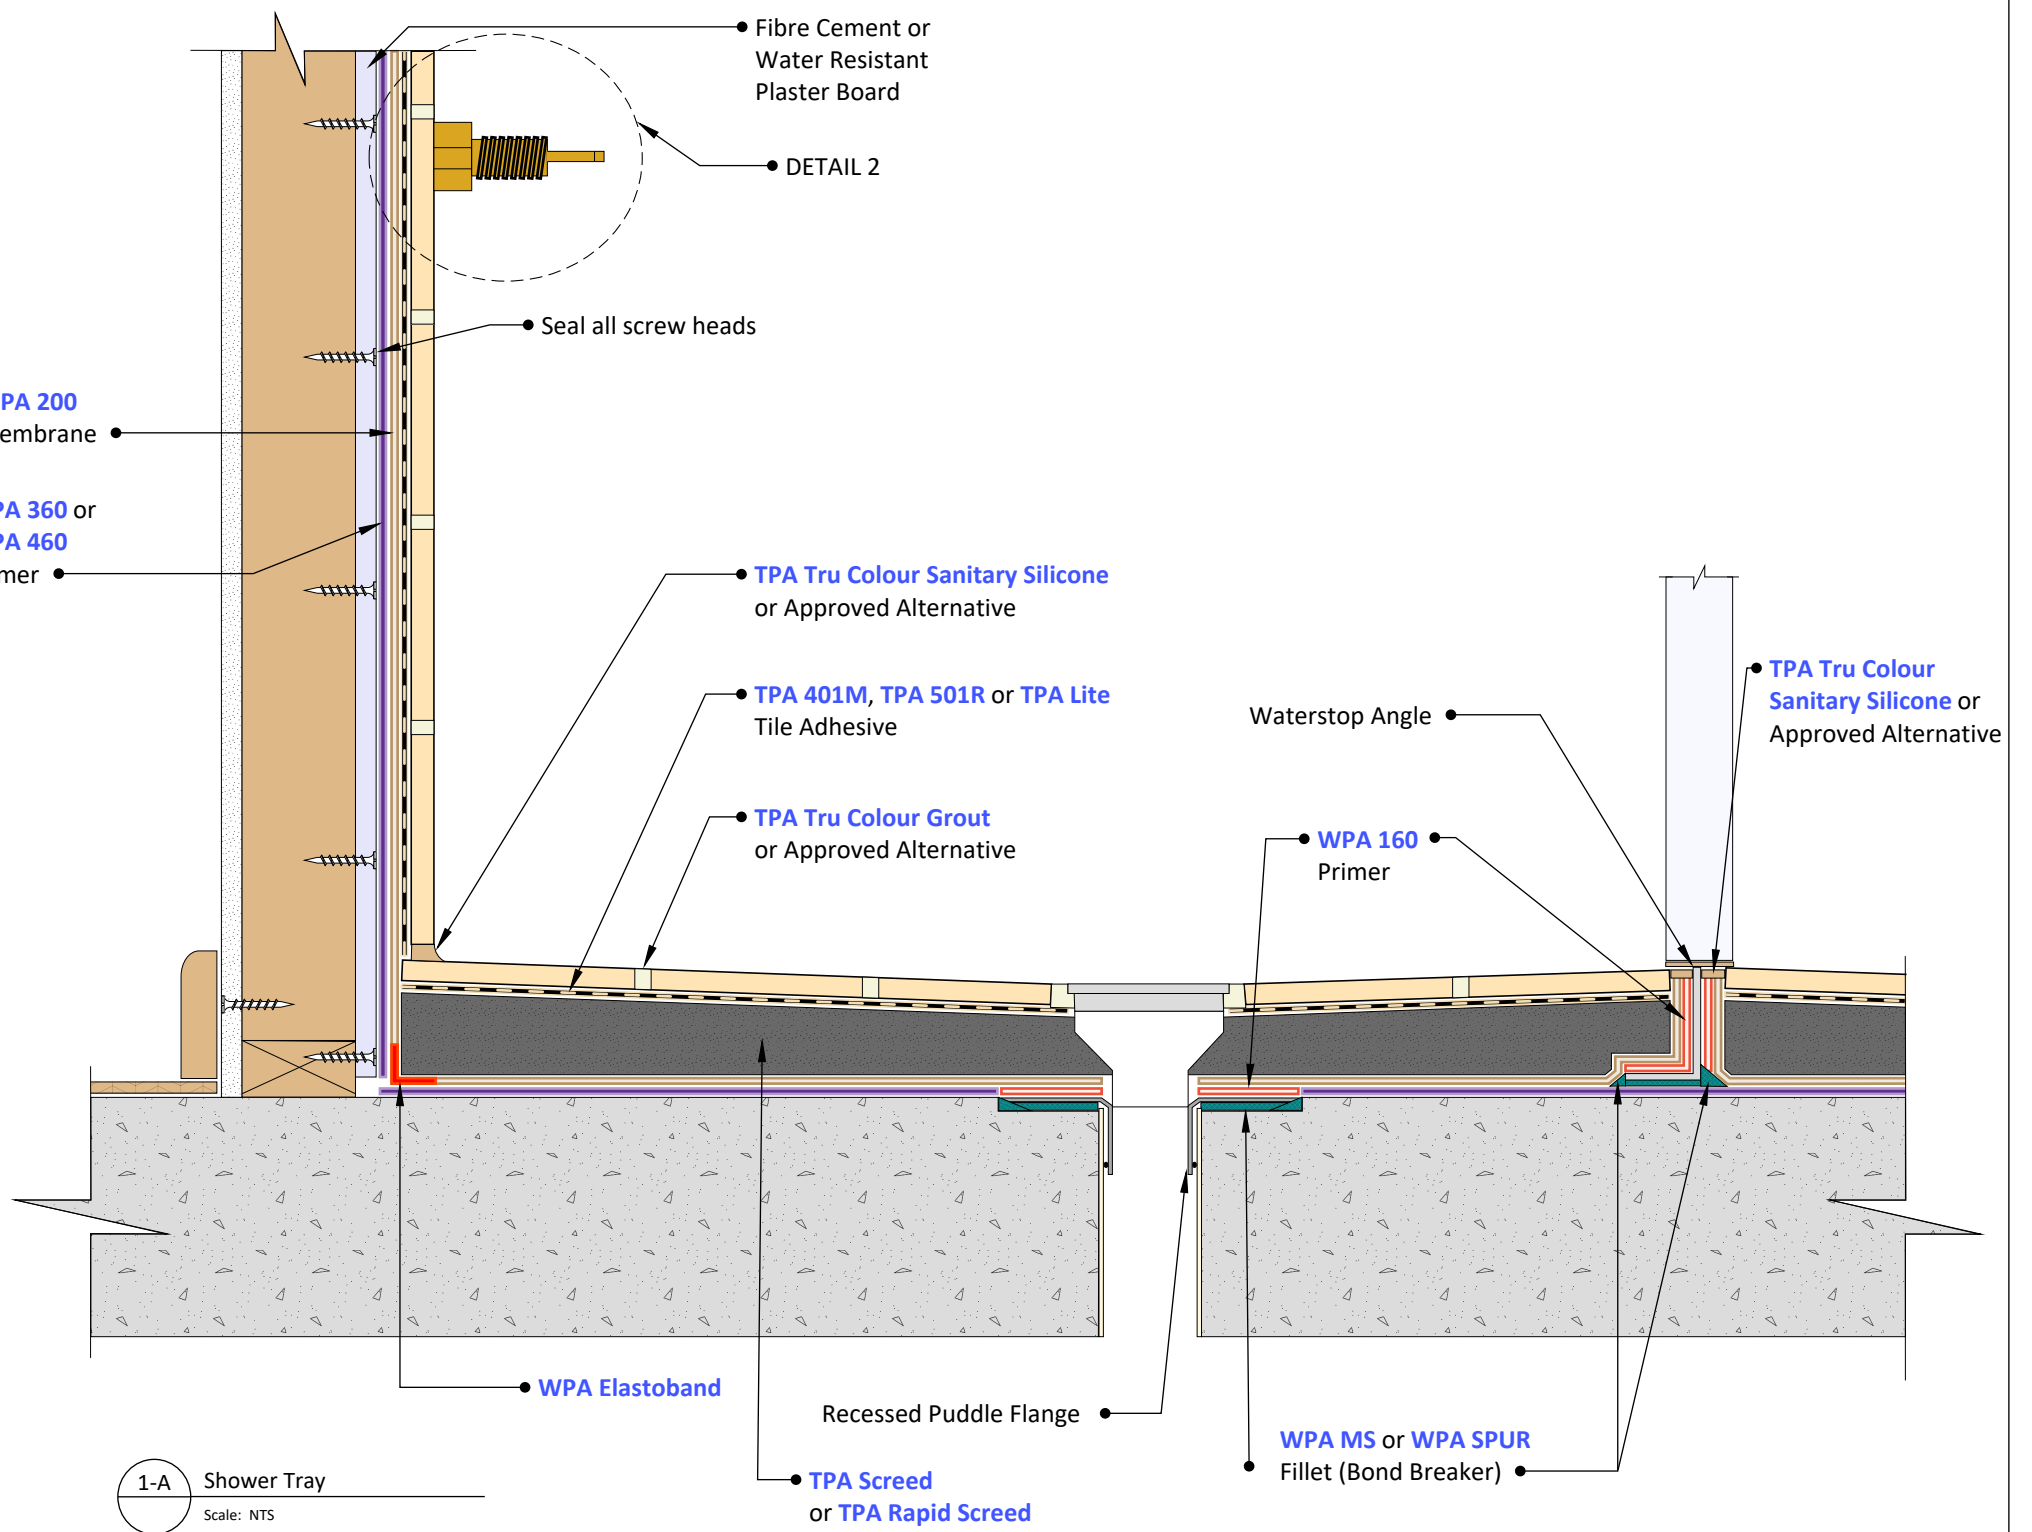 Fibre Cement or
Water Resistant
Plaster Board
DETAIL 2
Seal all screw heads
PA 200
embrane
PA 360 or
PA 460
mer
TPA Tru Colour Sanitary Silicone
or Approved Alternative
TPA 401M, TPA 501R or TPA Lite
Tile Adhesive
TPA Tru Colour Grout
or Approved Alternative
Waterstop Angle
TPA Tru Colour
Sanitary Silicone or
Approved Alternative
WPA 160
Primer
WPA Elastoband
Recessed Puddle Flange
WPA MS or WPA SPUR
Fillet (Bond Breaker)
TPA Screed
or TPA Rapid Screed
1-A Shower Tray
Scale: NTS